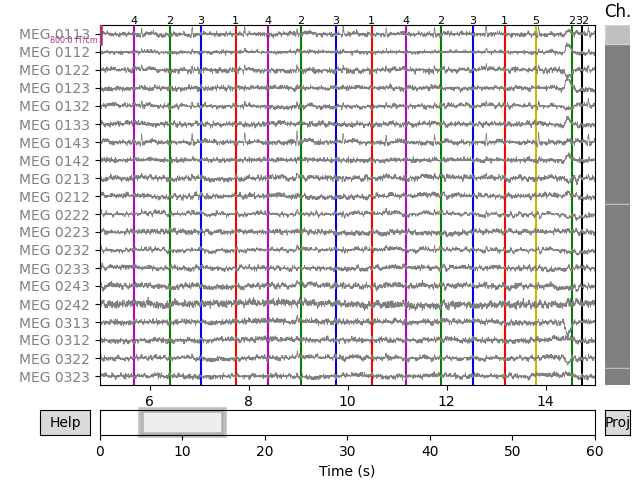 Ch.
4 2 3 1 4 2 3 1 4 2 3 1 5 2 32
MEG 0113
800.0 fT/cm
MEG 0112
MEG 0122
MEG 0123
MEG 0132
MEG 0133
MEG 0143
MEG 0142
MEG 0213
MEG 0212
MEG 0222
MEG 0223
MEG 0232
MEG 0233
MEG 0243
MEG 0242
MEG 0313
MEG 0312
MEG 0322
MEG 0323
6 8 10 12 14
Help
Proj
0 10 20 30 40 50 60
Time (s)